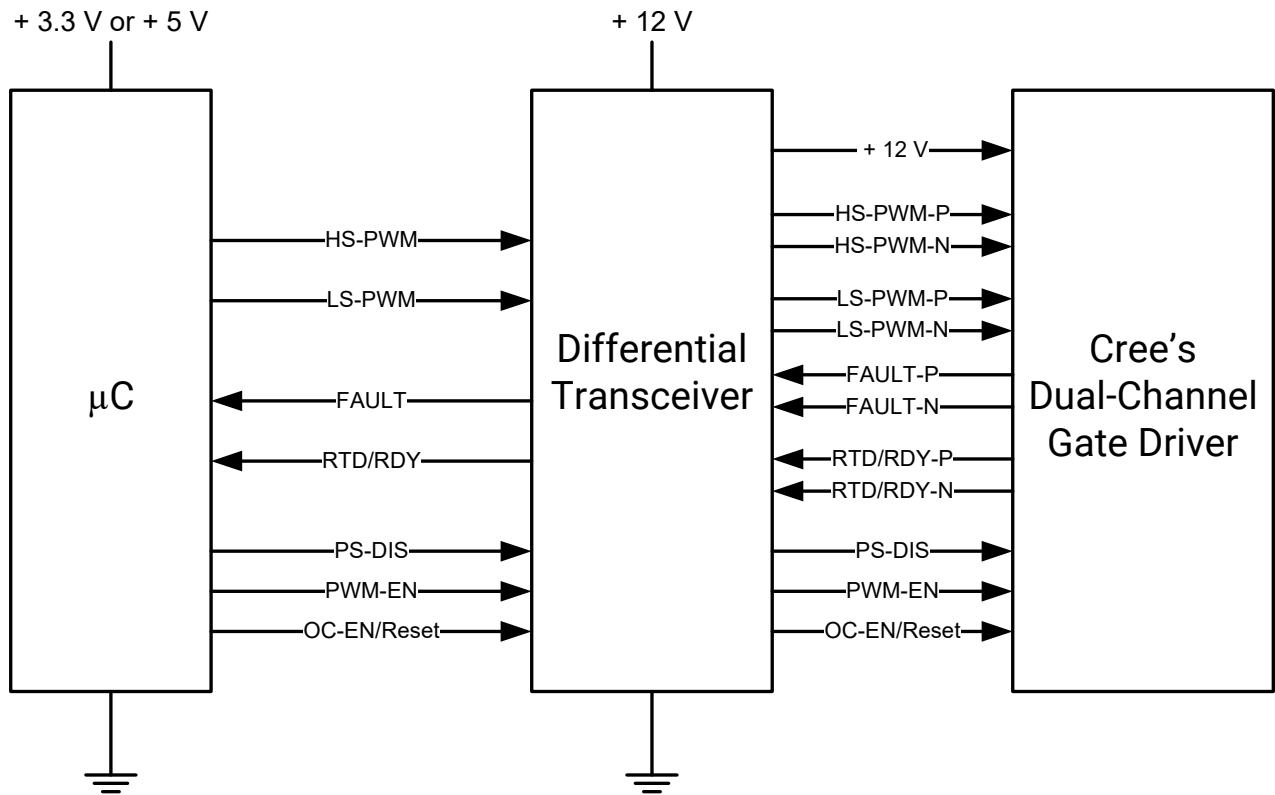 + 3.3 V or + 5 V
+ 12 V
μC
HS-PWM
LS-PWM
FAULT
RTD/RDY
PS-DIS
PWM-EN
OC-EN/Reset
Differential
Transceiver
+ 12 V
HS-PWM-P
HS-PWM-N
LS-PWM-P
LS-PWM-N
FAULT-P
FAULT-N
RTD/RDY-P
RTD/RDY-N
PS-DIS
PWM-EN
OC-EN/Reset
Cree’s
Dual-Channel
Gate Driver